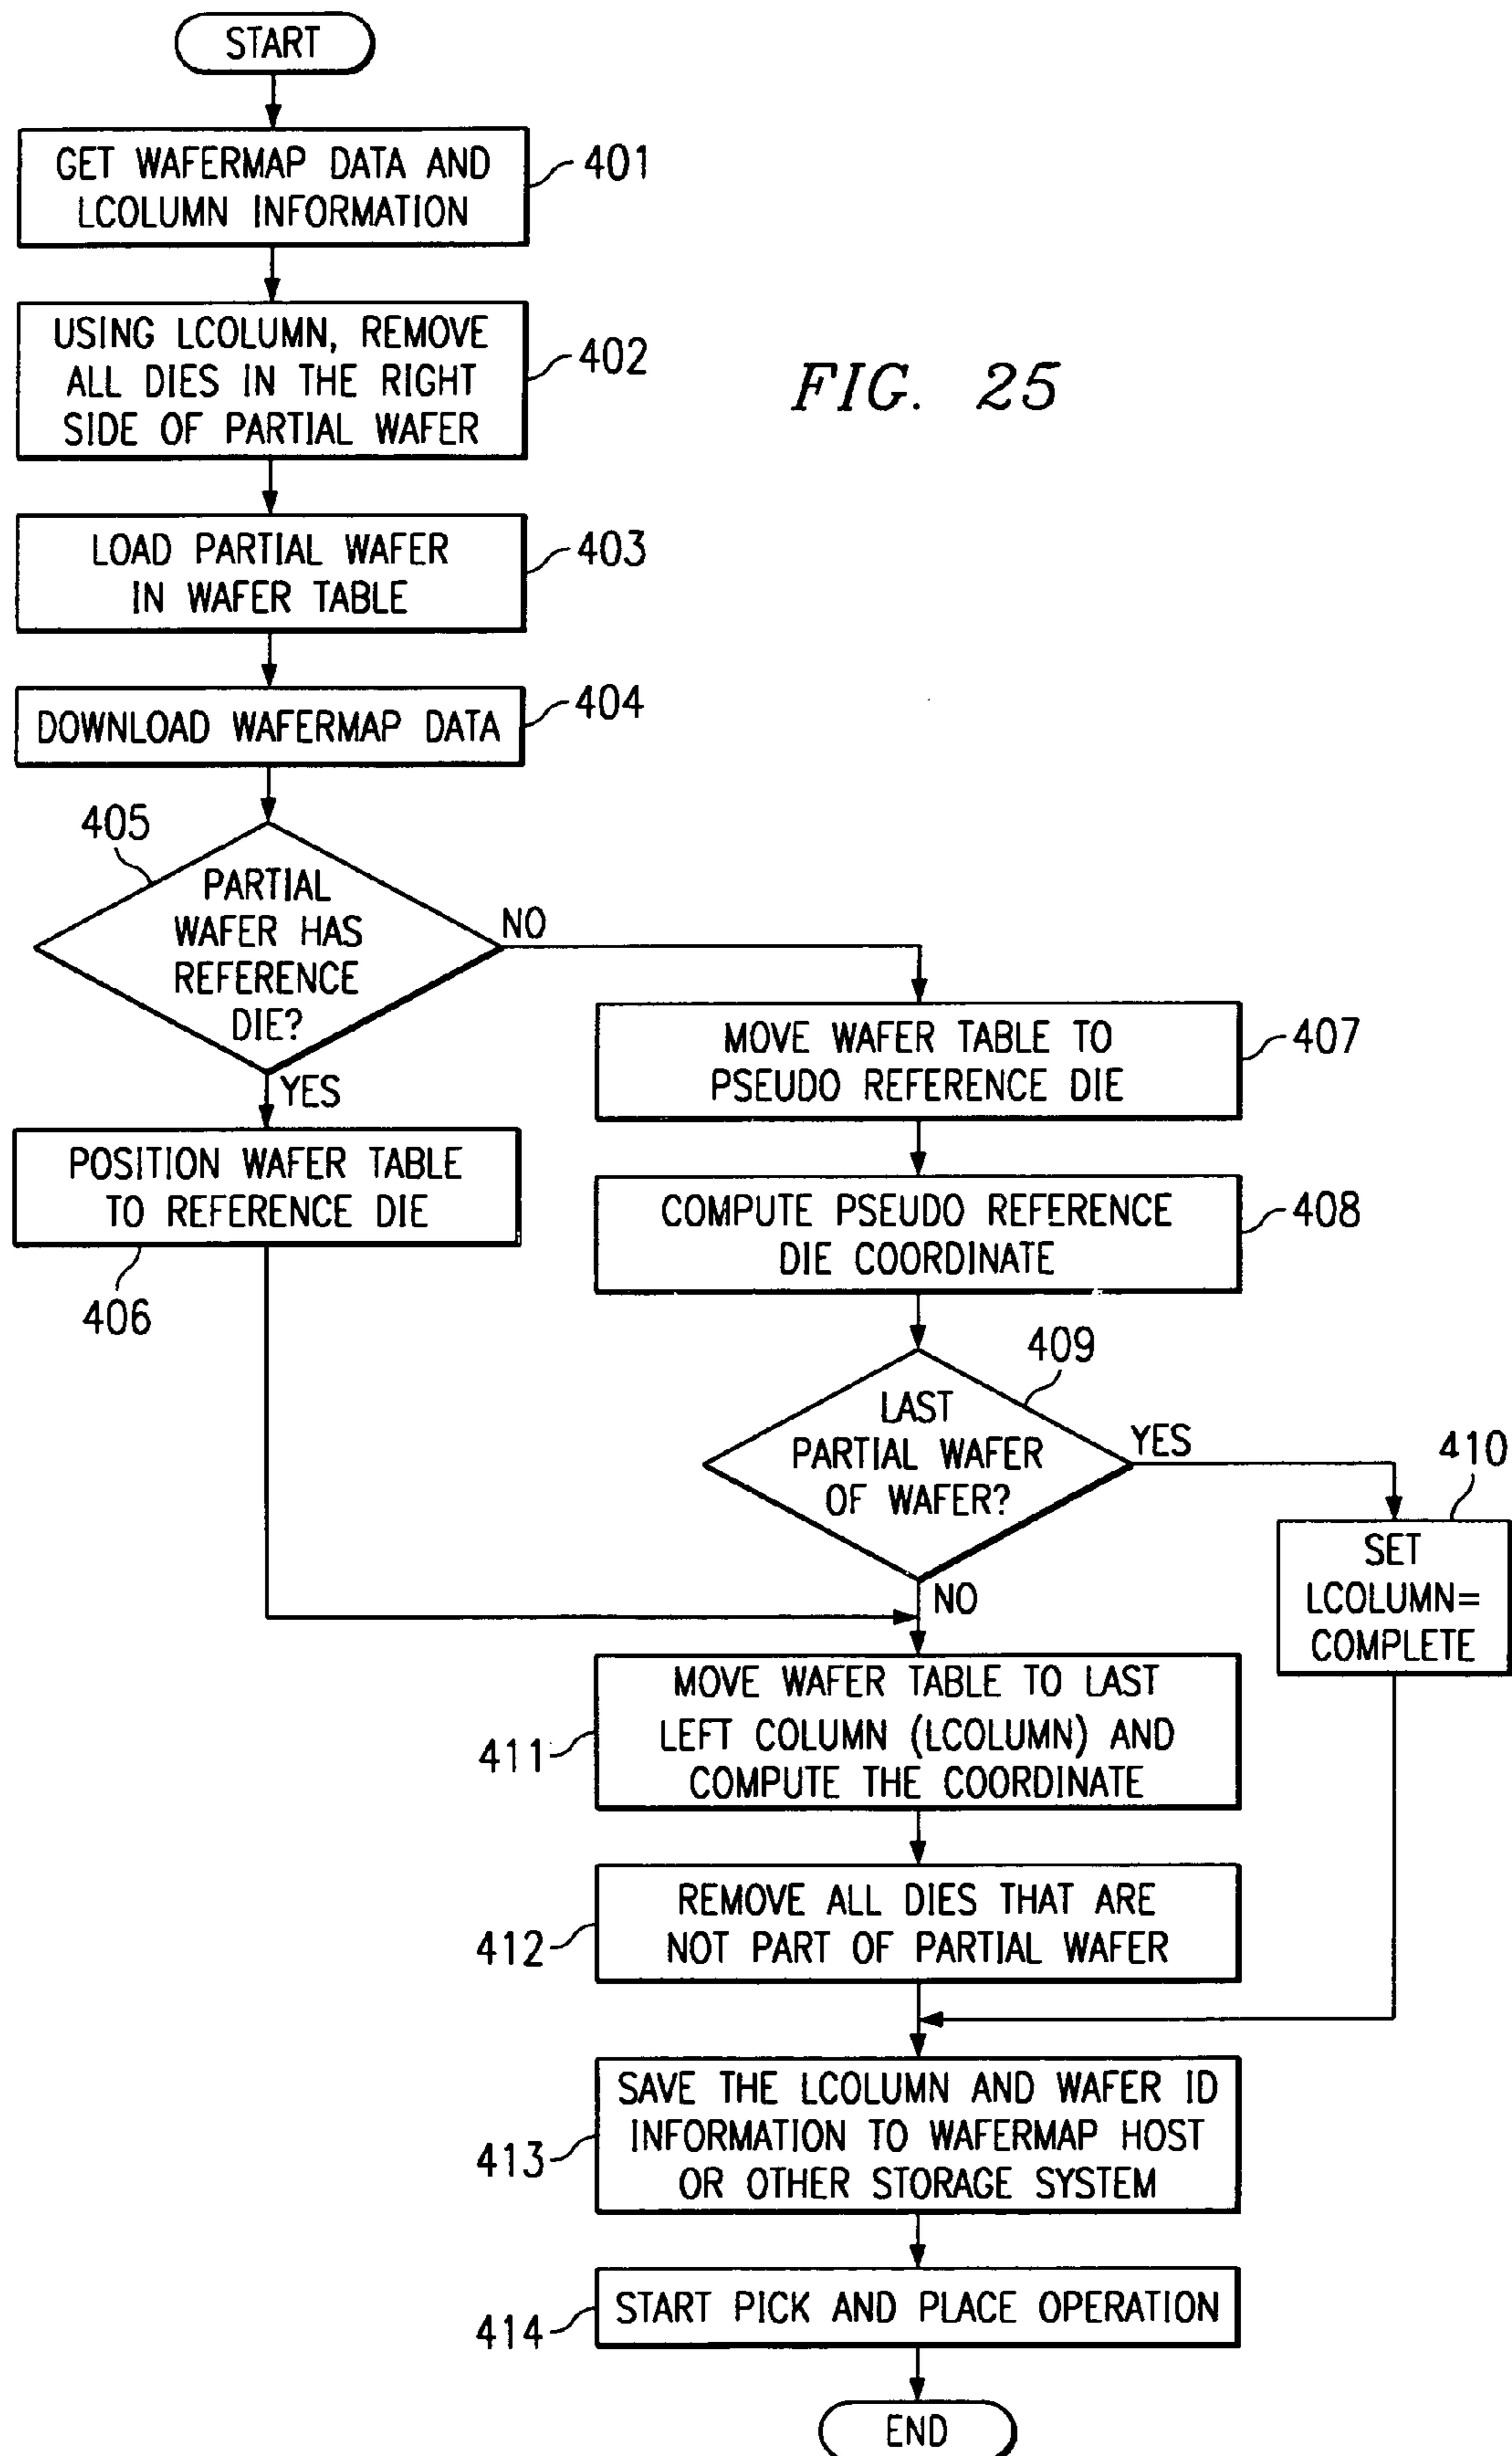 START
GET WAFERMAP DATA AND
LCOLUMN INFORMATION
401
USING LCOLUMN, REMOVE
ALL DIES IN THE RIGHT
SIDE OF PARTIAL WAFER
402
FIG. 25
LOAD PARTIAL WAFER
IN WAFER TABLE
403
DOWNLOAD WAFERMAP DATA
404
405
PARTIAL
WAFER HAS
REFERENCE
DIE?
NO
YES
POSITION WAFER TABLE
TO REFERENCE DIE
406
MOVE WAFER TABLE TO
PSEUDO REFERENCE DIE
407
COMPUTE PSEUDO REFERENCE
DIE COORDINATE
408
409
LAST
PARTIAL WAFER
OF WAFER?
YES
NO
410
SET
LCOLUMN=
COMPLETE
MOVE WAFER TABLE TO LAST
LEFT COLUMN (LCOLUMN) AND
COMPUTE THE COORDINATE
411
REMOVE ALL DIES THAT ARE
NOT PART OF PARTIAL WAFER
412
SAVE THE LCOLUMN AND WAFER ID
INFORMATION TO WAFERMAP HOST
OR OTHER STORAGE SYSTEM
413
START PICK AND PLACE OPERATION
414
END